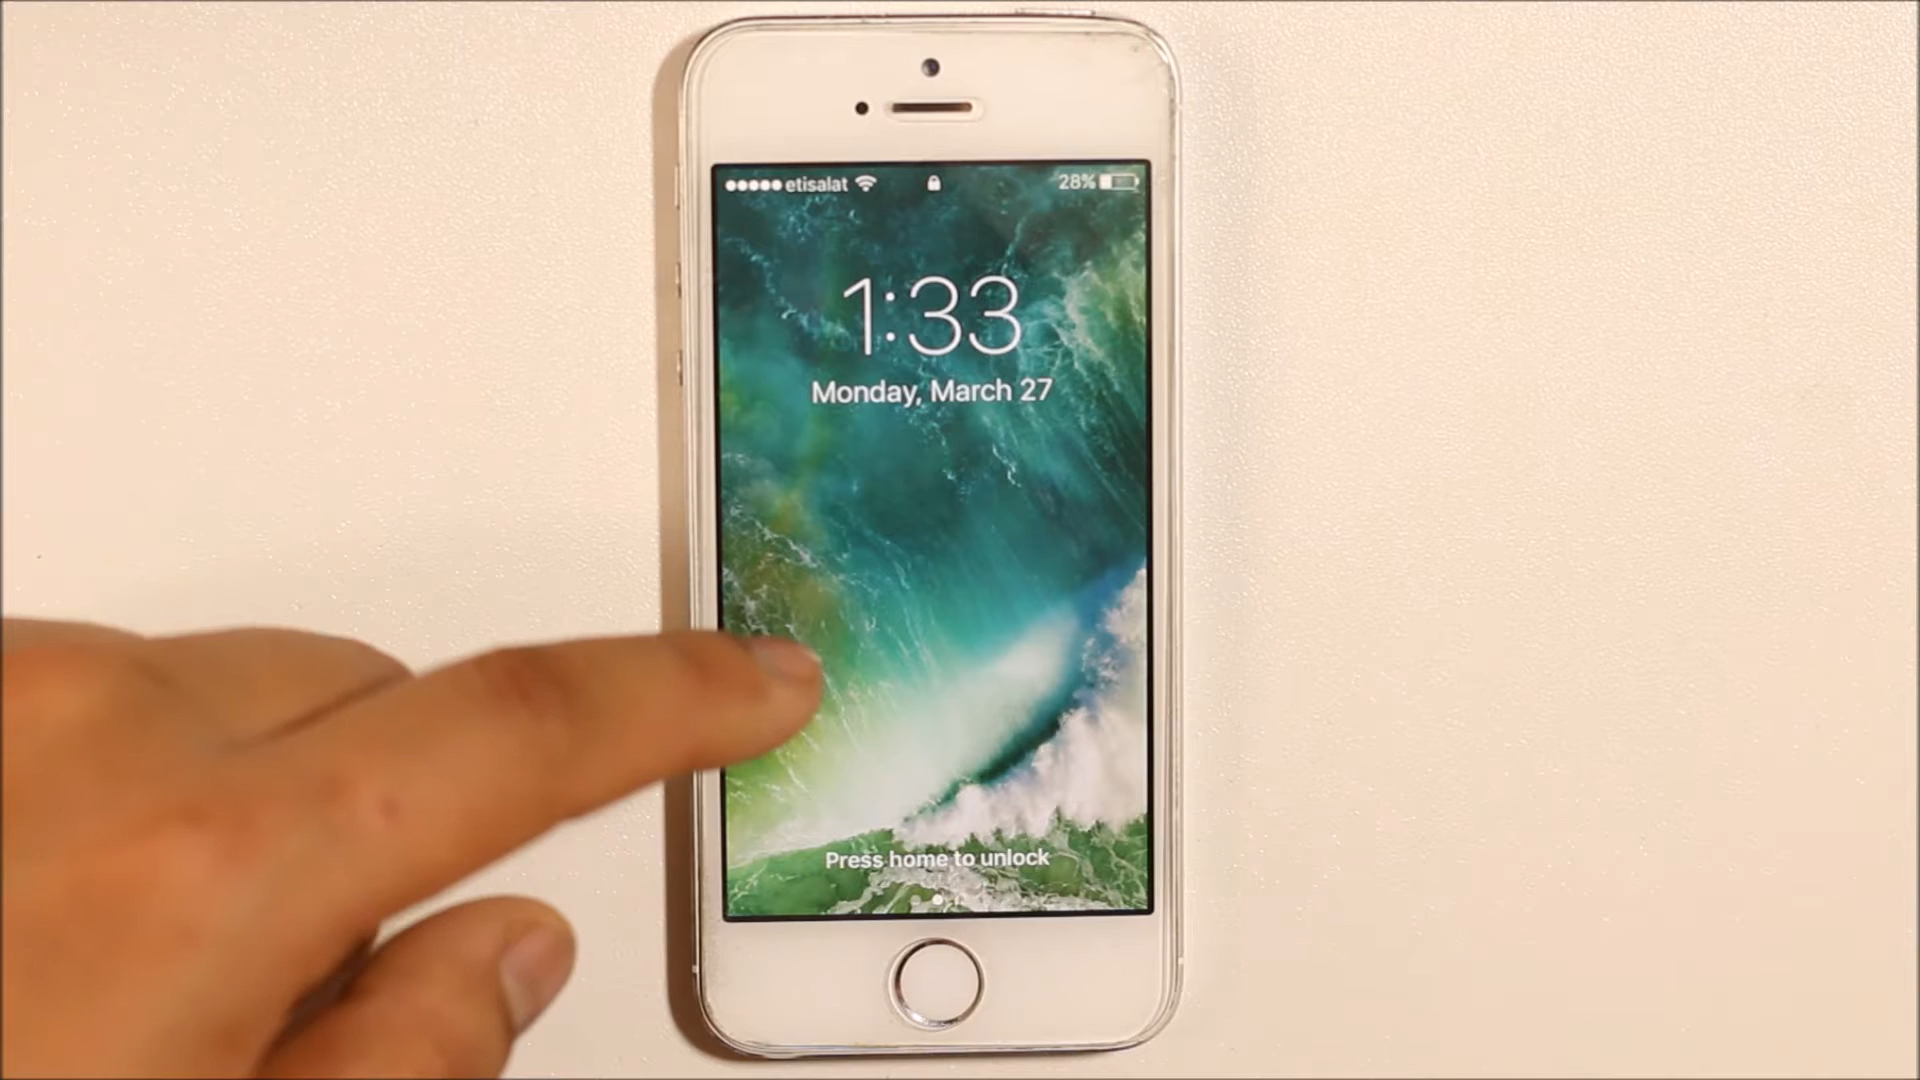 etisalat 28%
1:33
Monday, March 27
Press home to unlock